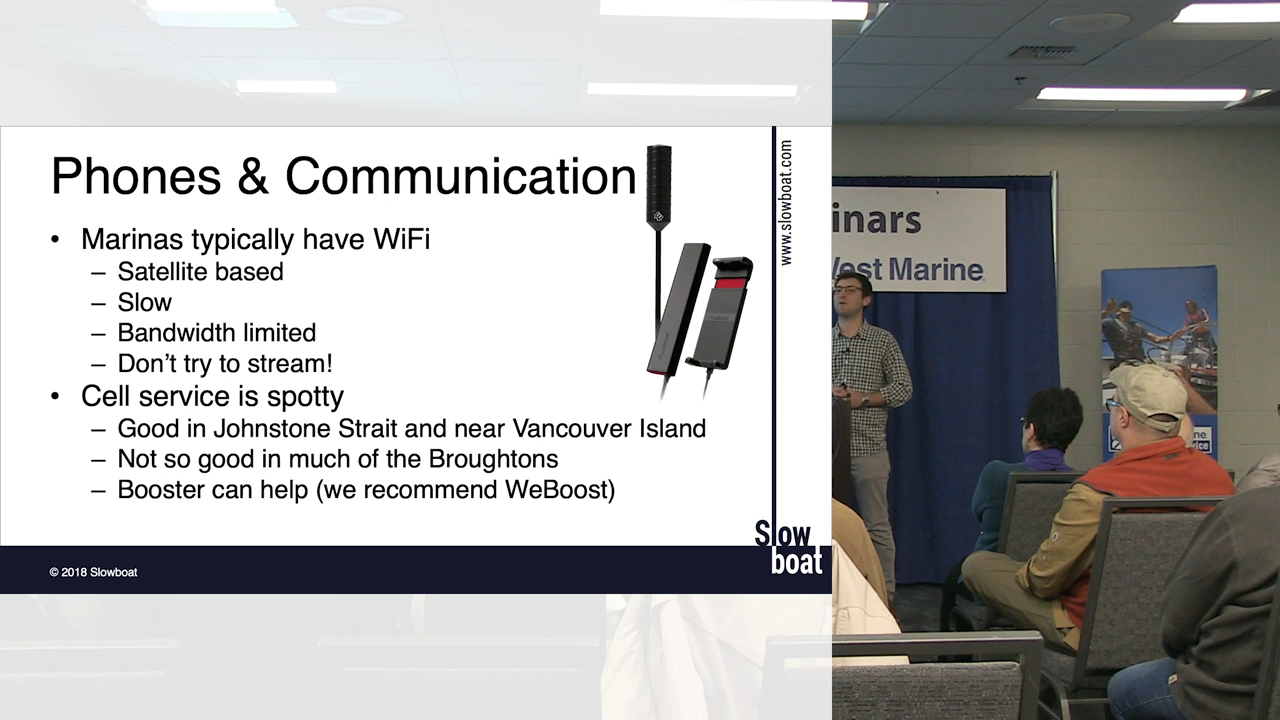 Phones & Communication
• Marinas typically have WiFi
– Satellite based
– Slow
– Bandwidth limited
– Don’t try to stream!
• Cell service is spotty
– Good in Johnstone Strait and near Vancouver Island
– Not so good in much of the Broughtons
– Booster can help (we recommend WeBoost)
www.slowboat.com
Slow
boat
© 2018 Slowboat
inars
West Marine